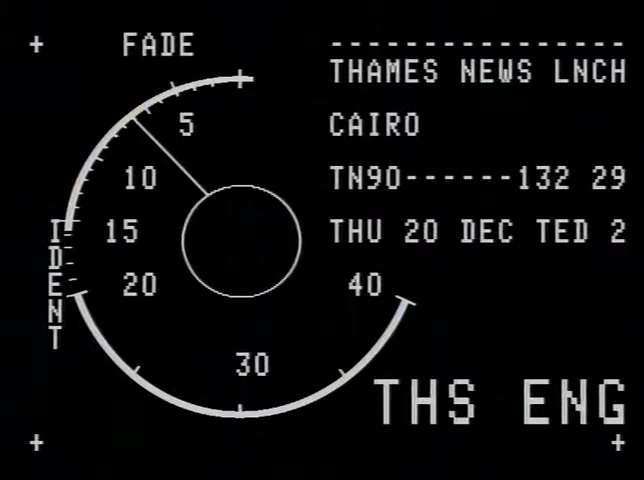 FADE
----------------
THAMES NEWS LNCH
CAIRO
TN90------132 29
THU 20 DEC TED 2
5
10
15
20
30
40
IDENT
THS ENG